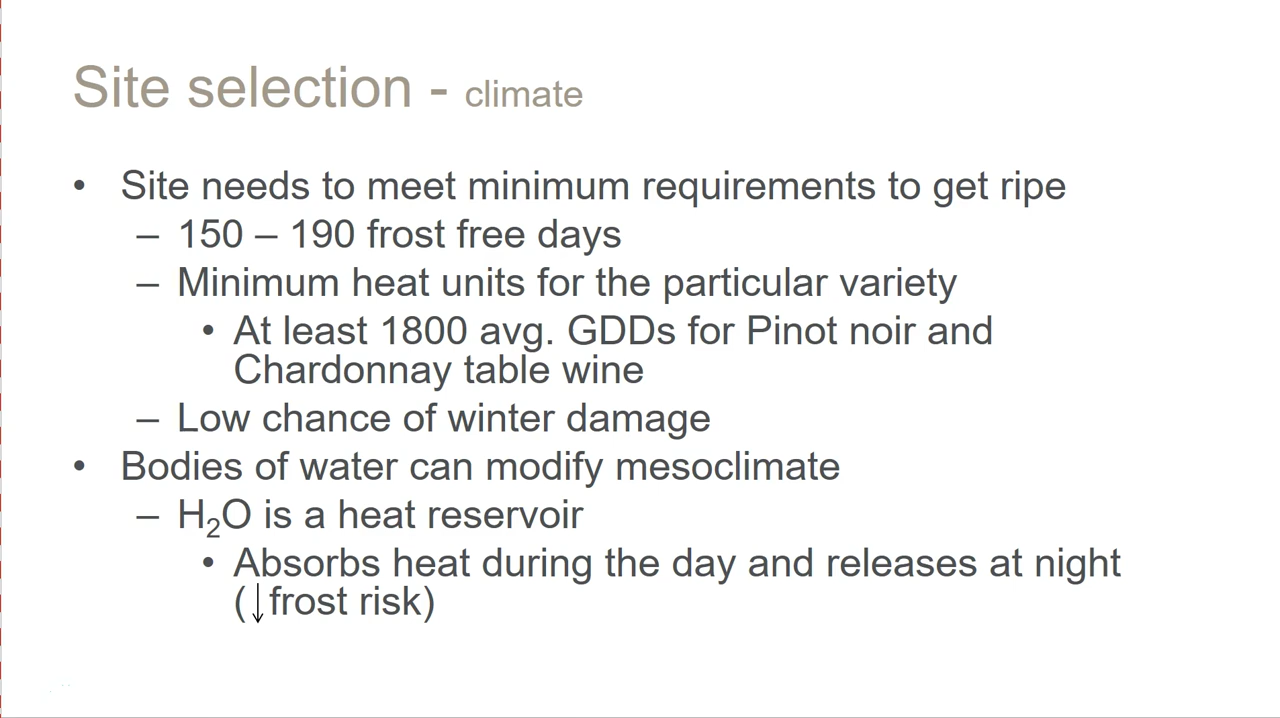 Site selection - climate
• Site needs to meet minimum requirements to get ripe
– 150 – 190 frost free days
– Minimum heat units for the particular variety
• At least 1800 avg. GDDs for Pinot noir and
Chardonnay table wine
– Low chance of winter damage
• Bodies of water can modify mesoclimate
– H₂O is a heat reservoir
• Absorbs heat during the day and releases at night
(↓frost risk)